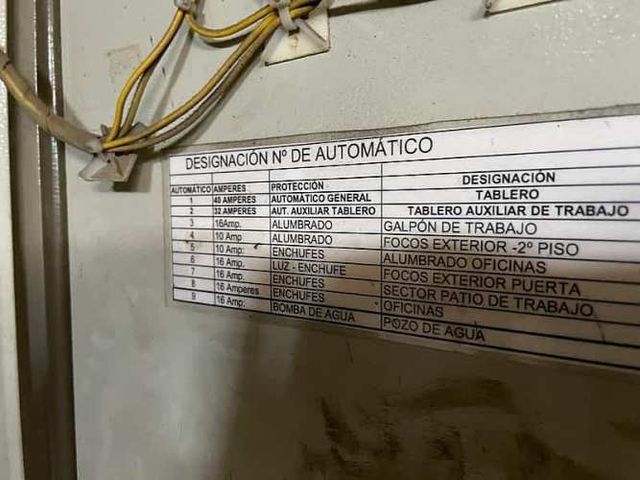 DESIGNACIÓN Nº DE AUTOMÁTICO
AUTOMÁTICO AMPERES PROTECCIÓN DESIGNACIÓN
1 40 AMPERES AUTOMÁTICO GENERAL TABLERO
2 32 AMPERES AUT. AUXILIAR TABLERO TABLERO AUXILIAR DE TRABAJO
3 16Amp. ALUMBRADO GALPÓN DE TRABAJO
4 10 Amp ALUMBRADO FOCOS EXTERIOR -2º PISO
5 10 Amp. ENCHUFES ALUMBRADO OFICINAS
6 16 Amp LUZ - ENCHUFE FOCOS EXTERIOR PUERTA
7 16 Amp. ENCHUFES SECTOR PATIO DE TRABAJO
8 16 Amperes ENCHUFES OFICINAS
9 16 Amp. BOMBA DE AGUA POZO DE AGUA